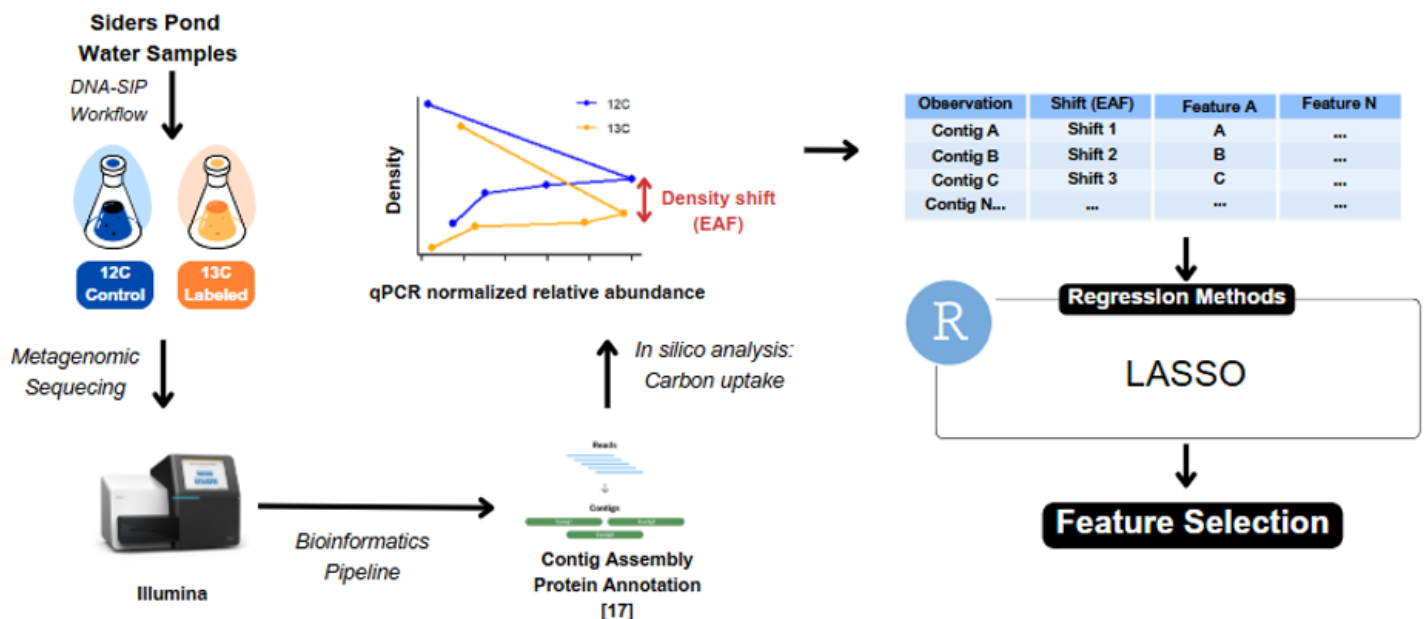 Siders Pond
Water Samples
DNA-SIP
Workflow
12C
Control
13C
Labeled
Metagenomic
Sequecing
Illumina
Bioinformatics
Pipeline
Reads
Contigs
Contig Assembly
Protein Annotation
[17]
In silico analysis:
Carbon uptake
12C
13C
Density
Density shift
(EAF)
qPCR normalized relative abundance
Observation Shift (EAF) Feature A Feature N
Contig A Shift 1 A ...
Contig B Shift 2 B ...
Contig C Shift 3 C ...
Contig N... ... ... ...
Regression Methods
R
LASSO
Feature Selection